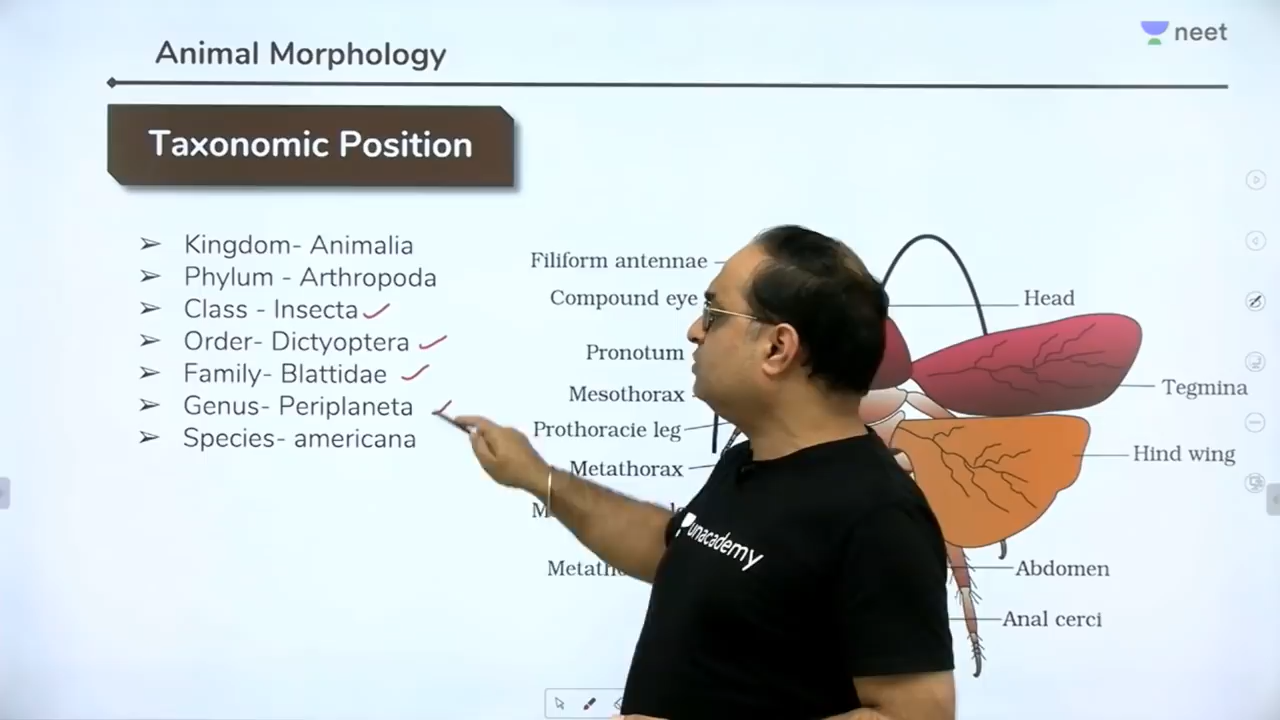 neet
Animal Morphology
Taxonomic Position
➢ Kingdom- Animalia
➢ Phylum - Arthropoda
➢ Class - Insecta
➢ Order- Dictyoptera
➢ Family- Blattidae
➢ Genus- Periplaneta
➢ Species- americana
Filiform antennae
Compound eye
Head
Pronotum
Tegmina
Mesothorax
Prothoracie leg
Hind wing
Metathorax
Abdomen
Anal cerci
unacademy